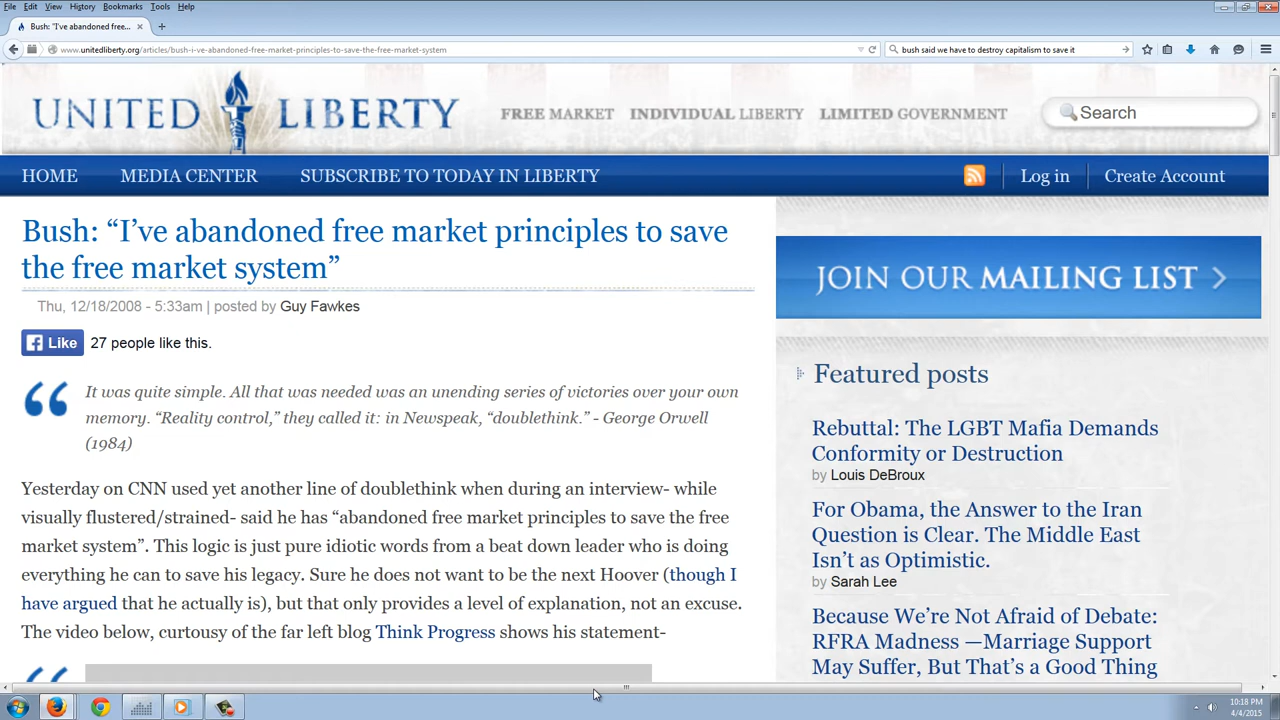 File Edit View History Bookmarks Tools Help
Bush: "I've abandoned free...
www.unitedliberty.org/articles/bush-i-ve-abandoned-free-market-principles-to-save-the-free-market-system
bush said we have to destroy capitalism to save it
UNITED LIBERTY
FREE MARKET INDIVIDUAL LIBERTY LIMITED GOVERNMENT
Search
HOME MEDIA CENTER SUBSCRIBE TO TODAY IN LIBERTY
Log in Create Account
Bush: “I’ve abandoned free market principles to save
the free market system”
Thu, 12/18/2008 - 5:33am | posted by Guy Fawkes
Like 27 people like this.
It was quite simple. All that was needed was an unending series of victories over your own
memory. “Reality control,” they called it: in Newspeak, “doublethink.” - George Orwell
(1984)
Yesterday on CNN used yet another line of doublethink when during an interview- while
visually flustered/strained- said he has “abandoned free market principles to save the free
market system”. This logic is just pure idiotic words from a beat down leader who is doing
everything he can to save his legacy. Sure he does not want to be the next Hoover (though I
have argued that he actually is), but that only provides a level of explanation, not an excuse.
The video below, curtousy of the far left blog Think Progress shows his statement-
JOIN OUR MAILING LIST
Featured posts
Rebuttal: The LGBT Mafia Demands
Conformity or Destruction
by Louis DeBroux
For Obama, the Answer to the Iran
Question is Clear. The Middle East
Isn’t as Optimistic.
by Sarah Lee
Because We’re Not Afraid of Debate:
RFRA Madness —Marriage Support
May Suffer, But That’s a Good Thing
10:18 PM
4/4/2015